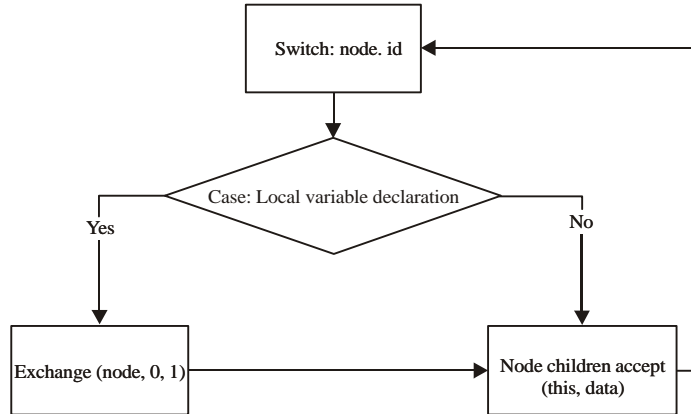 Switch: node. id
Case: Local variable declaration
Yes
No
Exchange (node, 0, 1)
Node children accept
(this, data)